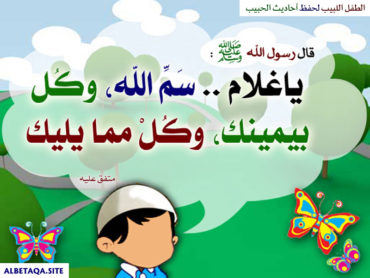 الطفل اللبيب لحفظ أحاديث الحبيب
قال رسول الله ﷺ :
ياغلام .. سَمِّ اللّه، وكُل
بيمينك، وكُلْ مما يليك
متفق عليه
ALBETAQA.SITE